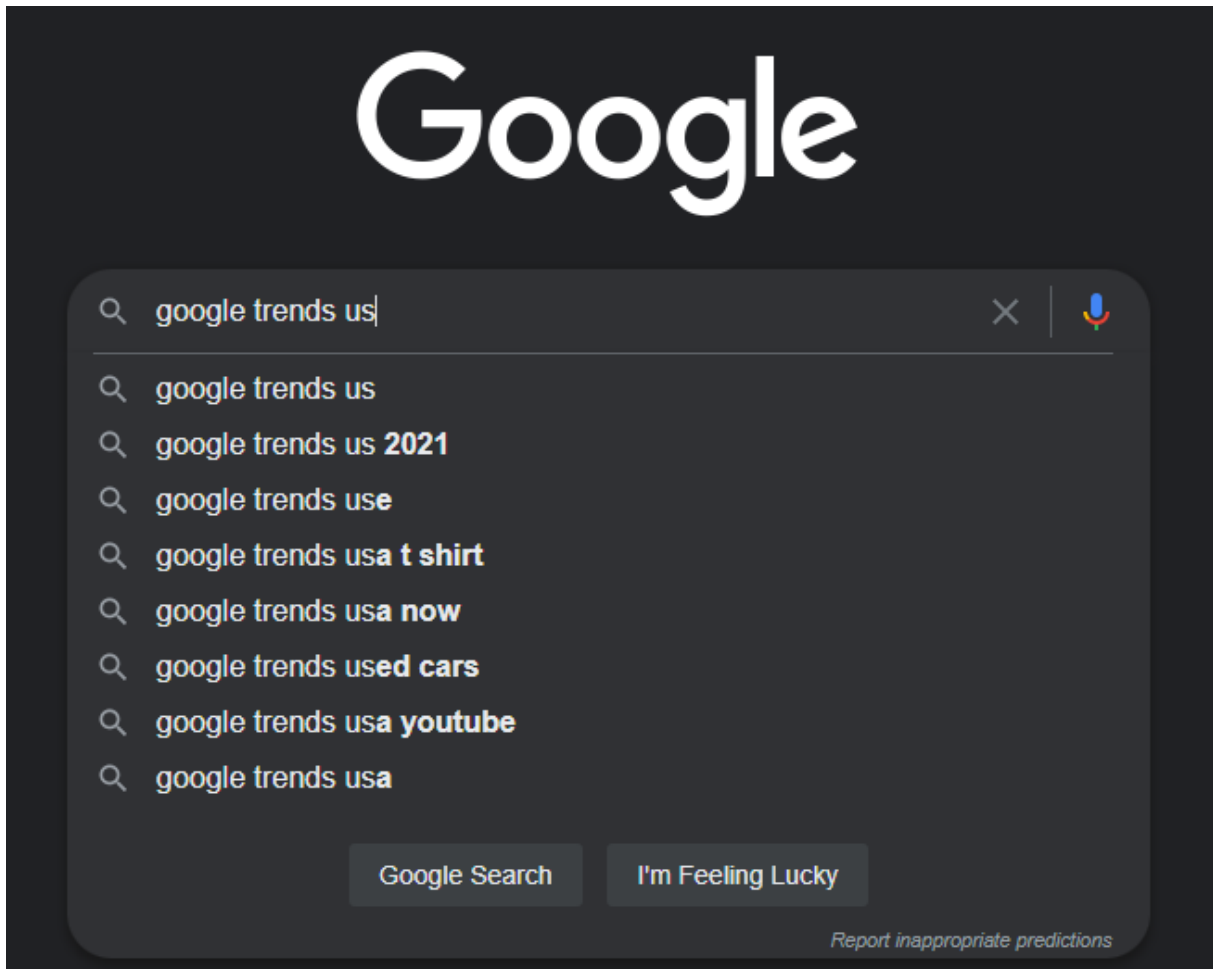 Google
google trends us
google trends us
google trends us 2021
google trends use
google trends usa t shirt
google trends usa now
google trends used cars
google trends usa youtube
google trends usa
Google Search
I'm Feeling Lucky
Report inappropriate predictions